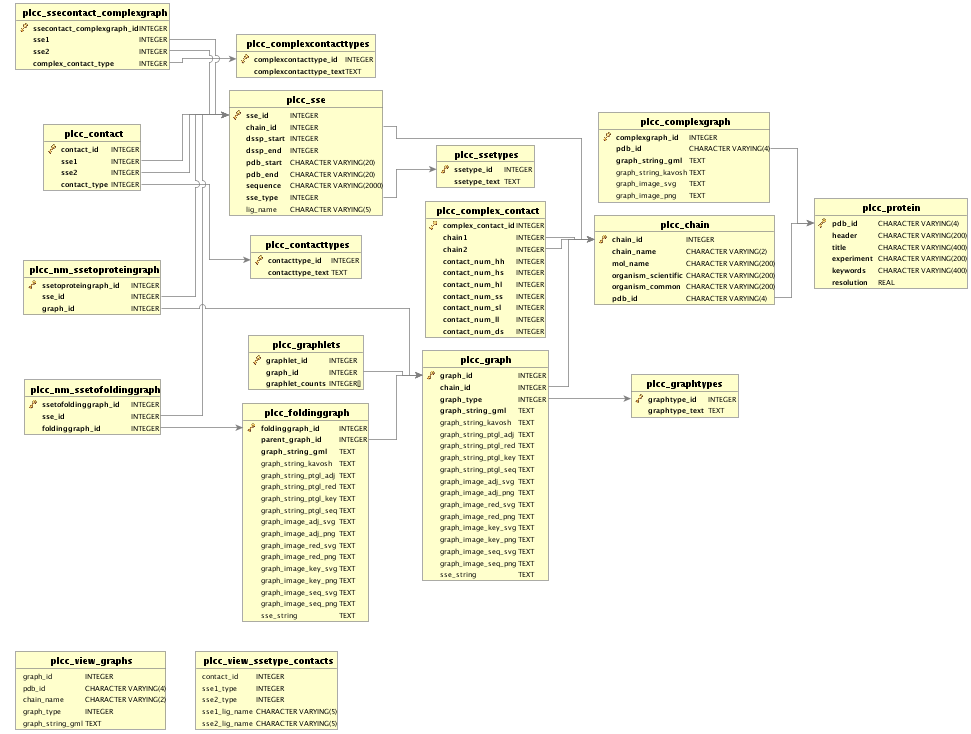 plcc_ssecontact_complexgraph
ssecontact_complexgraph_id INTEGER
sse1 INTEGER
sse2 INTEGER
complex_contact_type INTEGER
plcc_complexcontacttypes
complexcontacttype_id INTEGER
complexcontacttype_text TEXT
plcc_sse
sse_id INTEGER
chain_id INTEGER
dssp_start INTEGER
dssp_end INTEGER
pdb_start CHARACTER VARYING(20)
pdb_end CHARACTER VARYING(20)
sequence CHARACTER VARYING(2000)
sse_type INTEGER
lig_name CHARACTER VARYING(5)
plcc_contact
contact_id INTEGER
sse1 INTEGER
sse2 INTEGER
contact_type INTEGER
plcc_ssetypes
ssetype_id INTEGER
ssetype_text TEXT
plcc_complexgraph
complexgraph_id INTEGER
pdb_id CHARACTER VARYING(4)
graph_string_gml TEXT
graph_string_kavosh TEXT
graph_image_svg TEXT
graph_image_png TEXT
plcc_protein
pdb_id CHARACTER VARYING(4)
header CHARACTER VARYING(200)
title CHARACTER VARYING(400)
experiment CHARACTER VARYING(200)
keywords CHARACTER VARYING(400)
resolution REAL
plcc_complex_contact
complex_contact_id INTEGER
chain1 INTEGER
chain2 INTEGER
contact_num_hh INTEGER
contact_num_hs INTEGER
contact_num_hl INTEGER
contact_num_ss INTEGER
contact_num_sl INTEGER
contact_num_ll INTEGER
contact_num_ds INTEGER
plcc_chain
chain_id INTEGER
chain_name CHARACTER VARYING(2)
mol_name CHARACTER VARYING(200)
organism_scientific CHARACTER VARYING(200)
organism_common CHARACTER VARYING(200)
pdb_id CHARACTER VARYING(4)
plcc_contacttypes
contacttype_id INTEGER
contacttype_text TEXT
plcc_nm_ssetoproteingraph
ssetoproteingraph_id INTEGER
sse_id INTEGER
graph_id INTEGER
plcc_graphlets
graphlet_id INTEGER
graph_id INTEGER
graphlet_counts INTEGER[]
plcc_graph
graph_id INTEGER
chain_id INTEGER
graph_type INTEGER
graph_string_gml TEXT
graph_string_kavosh TEXT
graph_string_ptgl_adj TEXT
graph_string_ptgl_red TEXT
graph_string_ptgl_key TEXT
graph_string_ptgl_seq TEXT
graph_image_adj_svg TEXT
graph_image_adj_png TEXT
graph_image_red_svg TEXT
graph_image_red_png TEXT
graph_image_key_svg TEXT
graph_image_key_png TEXT
graph_image_seq_svg TEXT
graph_image_seq_png TEXT
sse_string TEXT
plcc_graphtypes
graphtype_id INTEGER
graphtype_text TEXT
plcc_nm_ssetofoldinggraph
ssetofoldinggraph_id INTEGER
sse_id INTEGER
foldinggraph_id INTEGER
plcc_foldinggraph
foldinggraph_id INTEGER
parent_graph_id INTEGER
graph_string_gml TEXT
graph_string_kavosh TEXT
graph_string_ptgl_adj TEXT
graph_string_ptgl_red TEXT
graph_string_ptgl_key TEXT
graph_string_ptgl_seq TEXT
graph_image_adj_svg TEXT
graph_image_adj_png TEXT
graph_image_red_svg TEXT
graph_image_red_png TEXT
graph_image_key_svg TEXT
graph_image_key_png TEXT
graph_image_seq_svg TEXT
graph_image_seq_png TEXT
sse_string TEXT
plcc_view_graphs
graph_id INTEGER
pdb_id CHARACTER VARYING(4)
chain_name CHARACTER VARYING(2)
graph_type INTEGER
graph_string_gml TEXT
plcc_view_ssetype_contacts
contact_id INTEGER
sse1_type INTEGER
sse2_type INTEGER
sse1_lig_name CHARACTER VARYING(5)
sse2_lig_name CHARACTER VARYING(5)